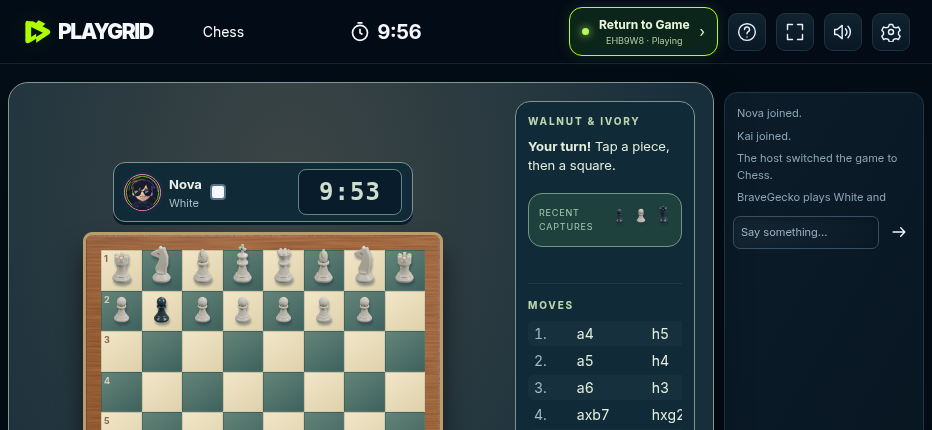 PLAYGRID
Chess
9:56
Return to Game
EHB9W8 · Playing
›
Nova
White
9:53
1
2
3
4
5
WALNUT & IVORY
Your turn! Tap a piece,
then a square.
RECENT
CAPTURES
MOVES
1. a4 h5
2. a5 h4
3. a6 h3
4. axb7 hxg2
Nova joined.
Kai joined.
The host switched the game to
Chess.
BraveGecko plays White and
Say something...